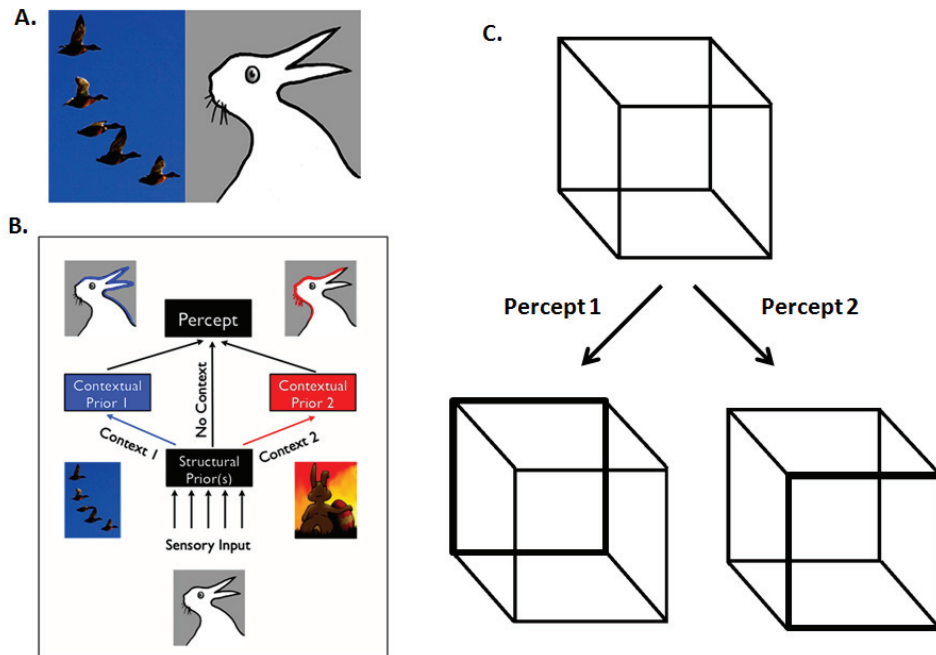 A.
B.
Percept
Contextual
Prior 1
No Context
Contextual
Prior 2
Context 1
Context 2
Structural
Prior(s)
Sensory Input
C.
Percept 1
Percept 2